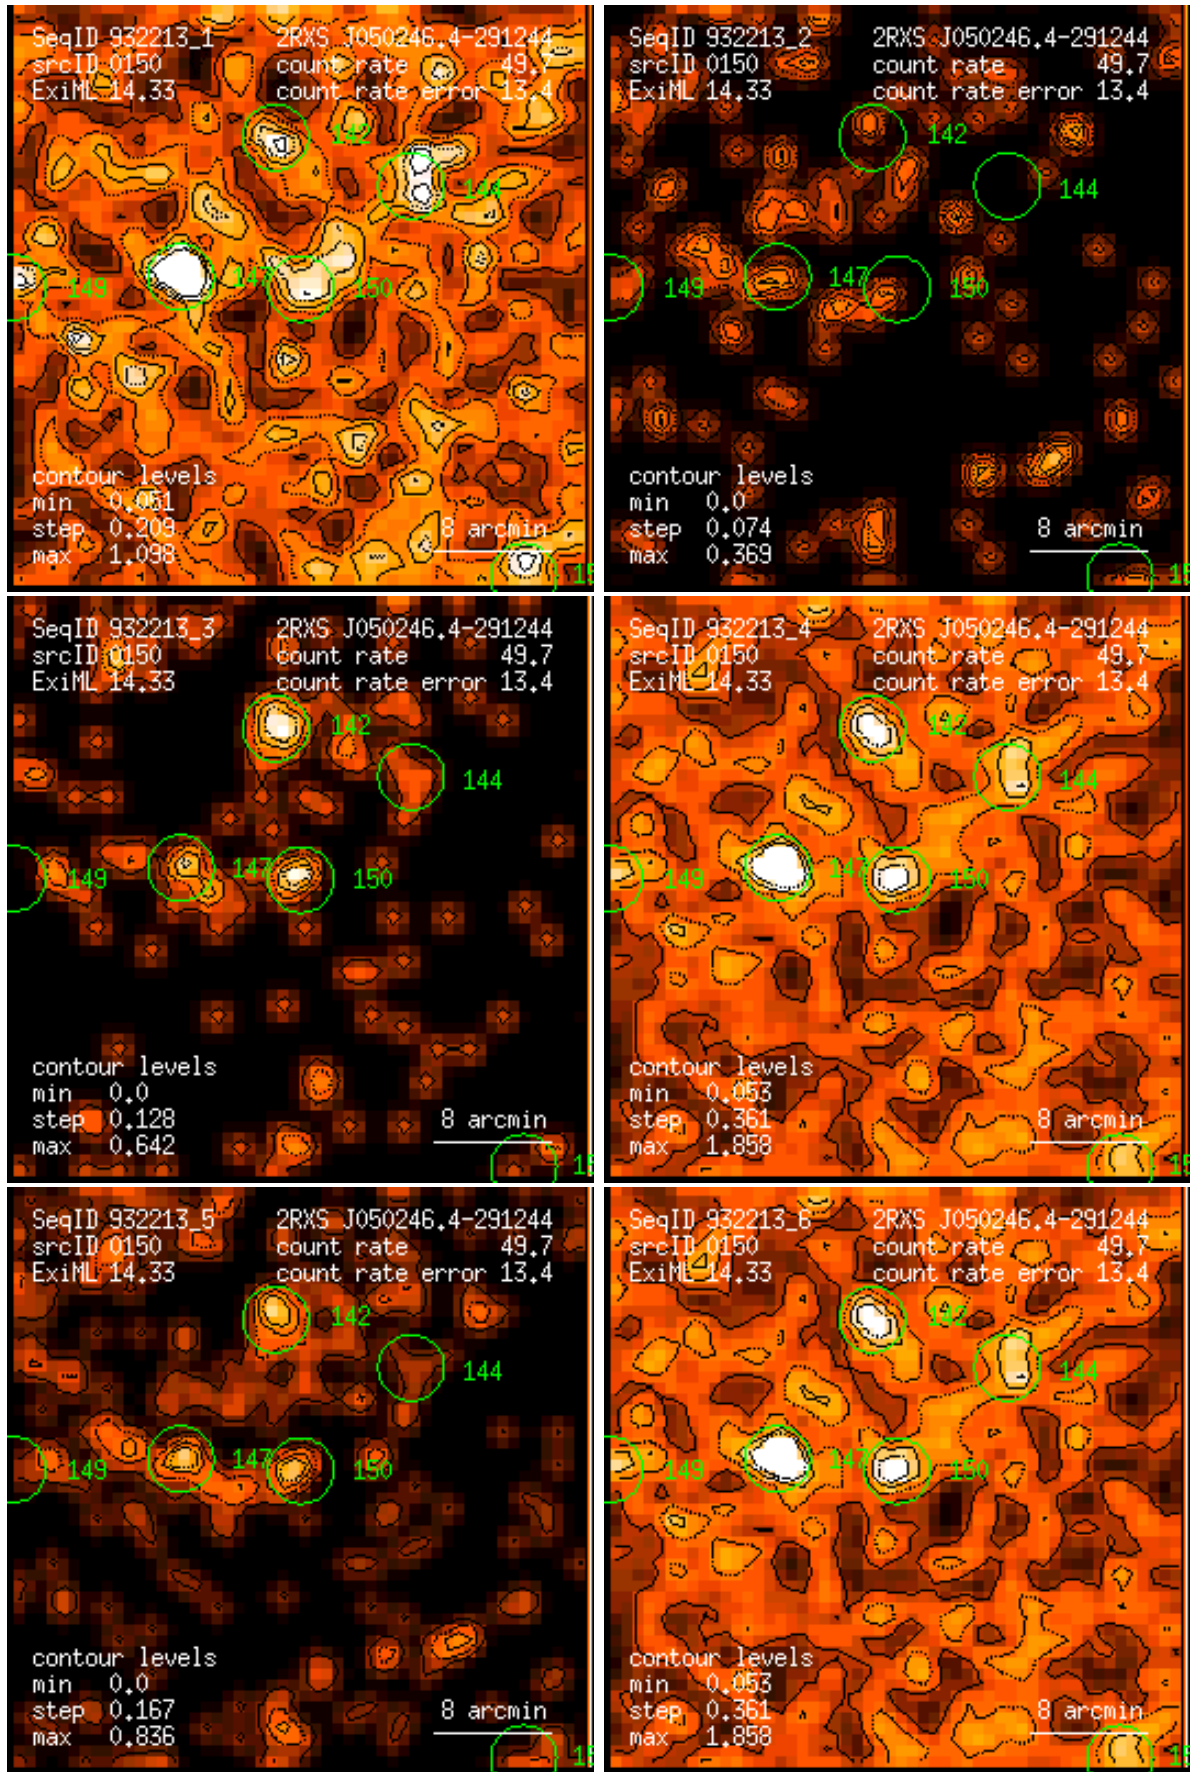 SeqID 932213_1 2RXS J050246.4-291244
srcID 0150 count rate 49.7
ExiML 14.33 count rate error 13.4
142
144
149 147 150
contour levels
min 0.051
step 0.209 8 arcmin
max 1.098
15
SeqID 932213_2 2RXS J050246.4-291244
srcID 0150 count rate 49.7
ExiML 14.33 count rate error 13.4
142
144
149 147 150
contour levels
min 0.0
step 0.074 8 arcmin
max 0.369
15
SeqID 932213_3 2RXS J050246.4-291244
srcID 0150 count rate 49.7
ExiML 14.33 count rate error 13.4
142
144
149 147 150
contour levels
min 0.0
step 0.128 8 arcmin
max 0.642
15
SeqID 932213_4 2RXS J050246.4-291244
srcID 0150 count rate 49.7
ExiML 14.33 count rate error 13.4
142
144
149 147 150
contour levels
min 0.053
step 0.361 8 arcmin
max 1.858
15
SeqID 932213_5 2RXS J050246.4-291244
srcID 0150 count rate 49.7
ExiML 14.33 count rate error 13.4
142
144
149 147 150
contour levels
min 0.0
step 0.167 8 arcmin
max 0.836
15
SeqID 932213_6 2RXS J050246.4-291244
srcID 0150 count rate 49.7
ExiML 14.33 count rate error 13.4
142
144
149 147 150
contour levels
min 0.053
step 0.361 8 arcmin
max 1.858
15